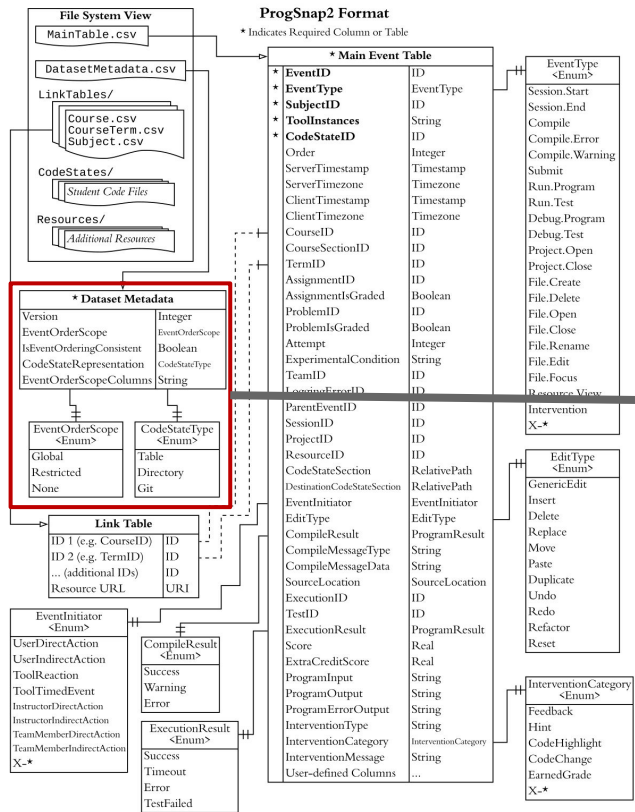 File System View
MainTable.csv
DatasetMetadata.csv
LinkTables/
Course.csv
CourseTerm.csv
Subject.csv
CodeStates/
Student Code Files
Resources/
Additional Resources
ProgSnap2 Format
* Indicates Required Column or Table
* Main Event Table
* EventID ID
* EventType EventType
* SubjectID ID
* ToolInstances String
* CodeStateID ID
Order Integer
ServerTimestamp Timestamp
ServerTimezone Timezone
ClientTimestamp Timestamp
ClientTimezone Timezone
CourseID ID
CourseSectionID ID
TermID ID
AssignmentID ID
AssignmentIsGraded Boolean
ProblemID ID
ProblemIsGraded Boolean
Attempt Integer
ExperimentalCondition String
TeamID ID
LoggingErrorID ID
ParentEventID ID
SessionID ID
ProjectID ID
ResourceID ID
CodeStateSection RelativePath
DestinationCodeStateSection RelativePath
EventInitiator EventInitiator
EditType EditType
CompileResult ProgramResult
CompileMessageType String
CompileMessageData String
SourceLocation SourceLocation
ExecutionID ID
TestID ID
ExecutionResult ProgramResult
Score Real
ExtraCreditScore Real
ProgramInput String
ProgramOutput String
ProgramErrorOutput String
InterventionType String
InterventionCategory InterventionCategory
InterventionMessage String
User-defined Columns ...
EventType
<Enum>
Session.Start
Session.End
Compile
Compile.Error
Compile.Warning
Submit
Run.Program
Run.Test
Debug.Program
Debug.Test
Project.Open
Project.Close
File.Create
File.Delete
File.Open
File.Close
File.Rename
File.Edit
File.Focus
Resource.View
Intervention
X-*
* Dataset Metadata
Version Integer
EventOrderScope EventOrderScope
IsEventOrderingConsistent Boolean
CodeStateRepresentation CodeStateType
EventOrderScopeColumns String
EventOrderScope
<Enum>
Global
Restricted
None
CodeStateType
<Enum>
Table
Directory
Git
Link Table
ID 1 (e.g. CourseID) ID
ID 2 (e.g. TermID) ID
... (additional IDs) ID
Resource URL URI
EventInitiator
<Enum>
UserDirectAction
UserIndirectAction
ToolReaction
ToolTimedEvent
InstructorDirectAction
InstructorIndirectAction
TeamMemberDirectAction
TeamMemberIndirectAction
X-*
CompileResult
<Enum>
Success
Warning
Error
ExecutionResult
<Enum>
Success
Timeout
Error
TestFailed
EditType
<Enum>
GenericEdit
Insert
Delete
Replace
Move
Paste
Duplicate
Undo
Redo
Refactor
Reset
InterventionCategory
<Enum>
Feedback
Hint
CodeHighlight
CodeChange
EarnedGrade
X-*